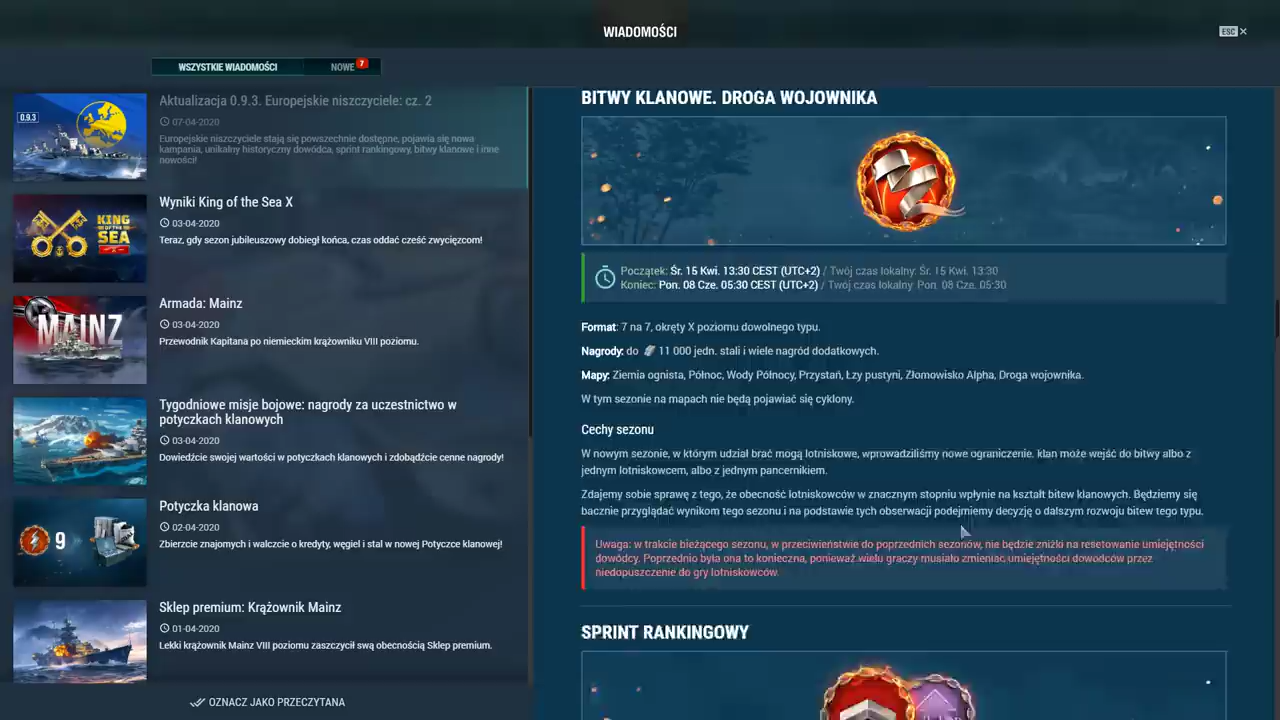 WIADOMOŚCI
ESC ×
WSZYSTKIE WIADOMOŚCI
NOWE 7
0.9.3
Aktualizacja 0.9.3. Europejskie niszczyciele: cz. 2
07-04-2020
Europejskie niszczyciele stają się powszechnie dostępne, pojawia się nowa
kampania, unikalny historyczny dowódca, sprint rankingowy, bitwy klanowe i inne
nowości!
KING
OF THE
SEA
Wyniki King of the Sea X
03-04-2020
Teraz, gdy sezon jubileuszowy dobiegł końca, czas oddać cześć zwycięzcom!
MAINZ
Armada: Mainz
03-04-2020
Przewodnik Kapitana po niemieckim krążowniku VIII poziomu.
Tygodniowe misje bojowe: nagrody za uczestnictwo w
potyczkach klanowych
03-04-2020
Dowiedźcie swojej wartości w potyczkach klanowych i zdobądźcie cenne nagrody!
9
Potyczka klanowa
02-04-2020
Zbierzcie znajomych i walczcie o kredyty, węgiel i stal w nowej Potyczce klanowej!
Sklep premium: Krążownik Mainz
01-04-2020
Lekki krążownik Mainz VIII poziomu zaszczycił swą obecnością Sklep premium.
OZNACZ JAKO PRZECZYTANA
BITWY KLANOWE. DROGA WOJOWNIKA
Początek: Śr. 15 Kwi. 13:30 CEST (UTC+2) / Twój czas lokalny: Śr. 15 Kwi. 13:30
Koniec: Pon. 08 Cze. 05:30 CEST (UTC+2) / Twój czas lokalny: Pon. 08 Cze. 05:30
Format: 7 na 7, okręty X poziomu dowolnego typu.
Nagrody: do 11 000 jedn. stali i wiele nagród dodatkowych.
Mapy: Ziemia ognista, Północ, Wody Północy, Przystań, Łzy pustyni, Złomowisko Alpha, Droga wojownika.
W tym sezonie na mapach nie będą pojawiać się cyklony.
Cechy sezonu
W nowym sezonie, w którym udział brać mogą lotniskowe, wprowadziliśmy nowe ograniczenie. klan może wejść do bitwy albo z
jednym lotniskowcem, albo z jednym pancernikiem.
Zdajemy sobie sprawę z tego, że obecność lotniskowców w znacznym stopniu wpłynie na kształt bitew klanowych. Będziemy się
bacznie przyglądać wynikom tego sezonu i na podstawie tych obserwacji podejmiemy decyzję o dalszym rozwoju bitew tego typu.
Uwaga: w trakcie bieżącego sezonu, w przeciwieństwie do poprzednich sezonów, nie będzie zniżki na resetowanie umiejętności
dowódcy. Poprzednio była ona to konieczna, ponieważ wielu graczy musiało zmieniać umiejętności dowódców przez
niedopuszczenie do gry lotniskowców.
SPRINT RANKINGOWY